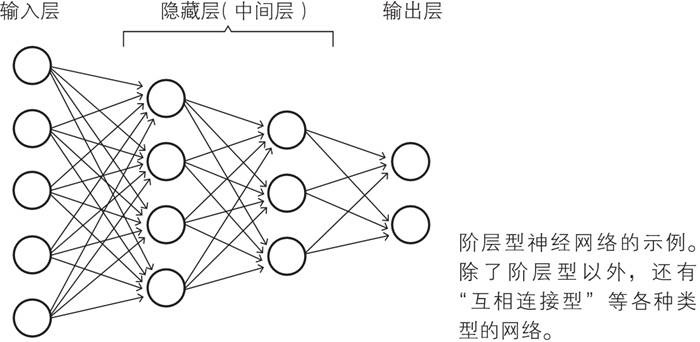 输入层 隐藏层(中间层) 输出层
阶层型神经网络的示例。
除了阶层型以外，还有
“互相连接型”等各种类
型的网络。